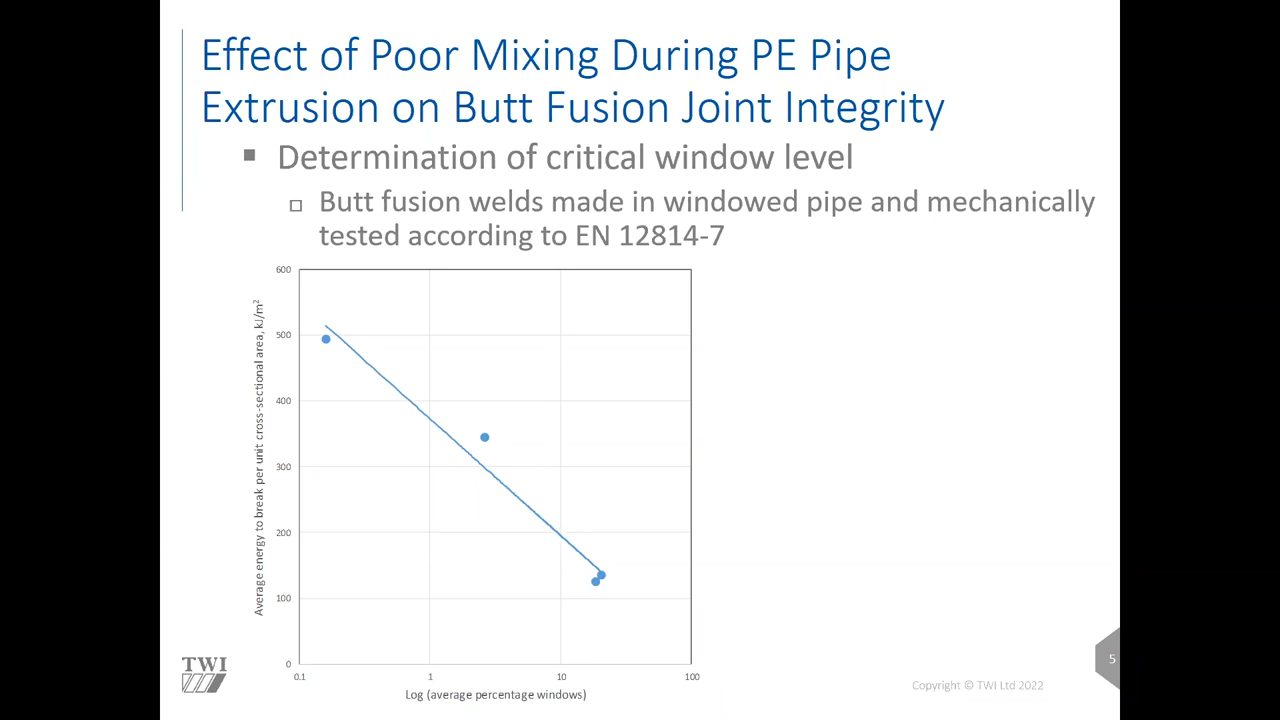 Effect of Poor Mixing During PE Pipe
Extrusion on Butt Fusion Joint Integrity
Determination of critical window level
Butt fusion welds made in windowed pipe and mechanically
tested according to EN 12814-7
600
500
400
300
200
100
0
Average energy to break per unit cross-sectional area, kJ/m²
0.1
1
10
100
Log (average percentage windows)
TWI
Copyright © TWI Ltd 2022
5